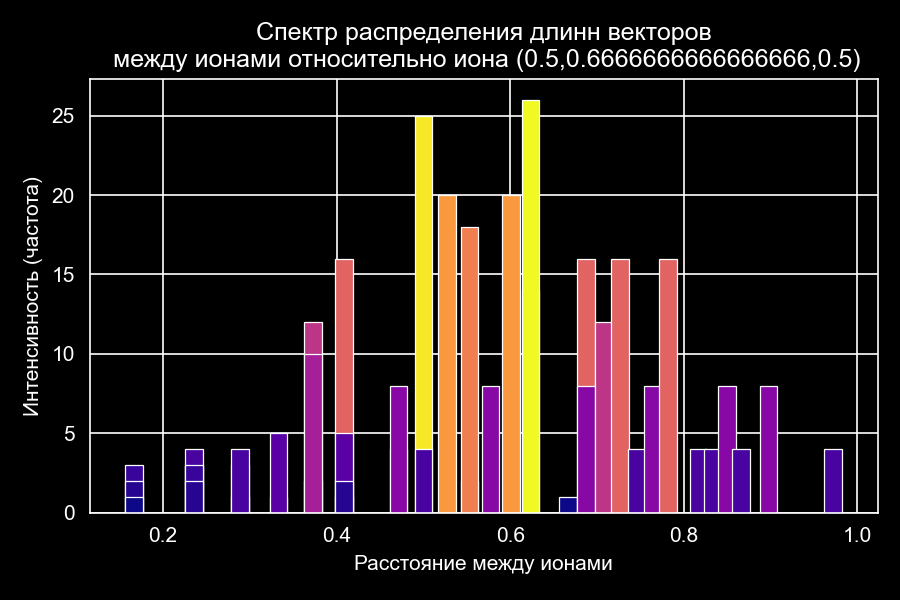 Спектр распределения длинн векторов
между ионами относительно иона (0.5,0.6666666666666666,0.5)
Интенсивность (частота)
25
20
15
10
5
0
0.2
0.4
0.6
0.8
1.0
Расстояние между ионами